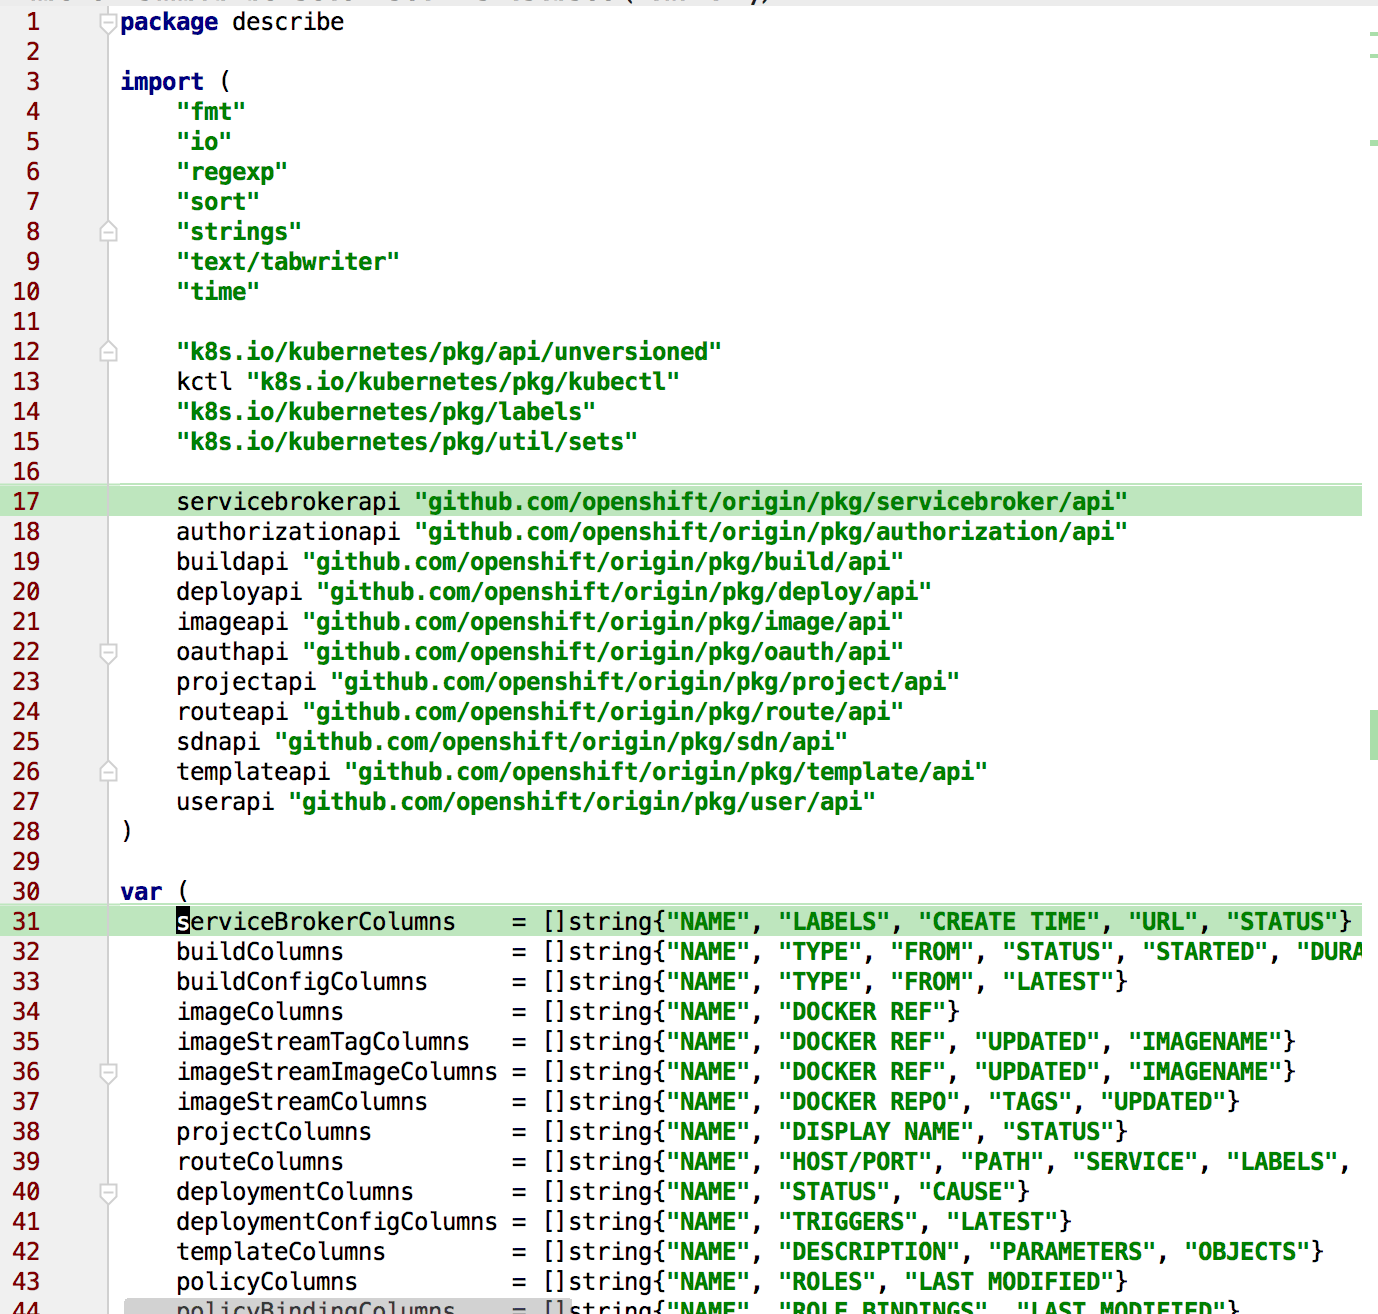 1 package describe
2
3 import (
4 "fmt"
5 "io"
6 "regexp"
7 "sort"
8 "strings"
9 "text/tabwriter"
10 "time"
11
12 "k8s.io/kubernetes/pkg/api/unversioned"
13 kctl "k8s.io/kubernetes/pkg/kubectl"
14 "k8s.io/kubernetes/pkg/labels"
15 "k8s.io/kubernetes/pkg/util/sets"
16
17 servicebrokerapi "github.com/openshift/origin/pkg/servicebroker/api"
18 authorizationapi "github.com/openshift/origin/pkg/authorization/api"
19 buildapi "github.com/openshift/origin/pkg/build/api"
20 deployapi "github.com/openshift/origin/pkg/deploy/api"
21 imageapi "github.com/openshift/origin/pkg/image/api"
22 oauthapi "github.com/openshift/origin/pkg/oauth/api"
23 projectapi "github.com/openshift/origin/pkg/project/api"
24 routeapi "github.com/openshift/origin/pkg/route/api"
25 sdnapi "github.com/openshift/origin/pkg/sdn/api"
26 templateapi "github.com/openshift/origin/pkg/template/api"
27 userapi "github.com/openshift/origin/pkg/user/api"
28 )
29
30 var (
31 serviceBrokerColumns = []string{"NAME", "LABELS", "CREATE TIME", "URL", "STATUS"}
32 buildColumns = []string{"NAME", "TYPE", "FROM", "STATUS", "STARTED", "DURA
33 buildConfigColumns = []string{"NAME", "TYPE", "FROM", "LATEST"}
34 imageColumns = []string{"NAME", "DOCKER REF"}
35 imageStreamTagColumns = []string{"NAME", "DOCKER REF", "UPDATED", "IMAGENAME"}
36 imageStreamImageColumns = []string{"NAME", "DOCKER REF", "UPDATED", "IMAGENAME"}
37 imageStreamColumns = []string{"NAME", "DOCKER REPO", "TAGS", "UPDATED"}
38 projectColumns = []string{"NAME", "DISPLAY NAME", "STATUS"}
39 routeColumns = []string{"NAME", "HOST/PORT", "PATH", "SERVICE", "LABELS",
40 deploymentColumns = []string{"NAME", "STATUS", "CAUSE"}
41 deploymentConfigColumns = []string{"NAME", "TRIGGERS", "LATEST"}
42 templateColumns = []string{"NAME", "DESCRIPTION", "PARAMETERS", "OBJECTS"}
43 policyColumns = []string{"NAME", "ROLES", "LAST MODIFIED"}
44 policyBindingColumns = []string{"NAME", "ROLE BINDINGS", "LAST MODIFIED"}